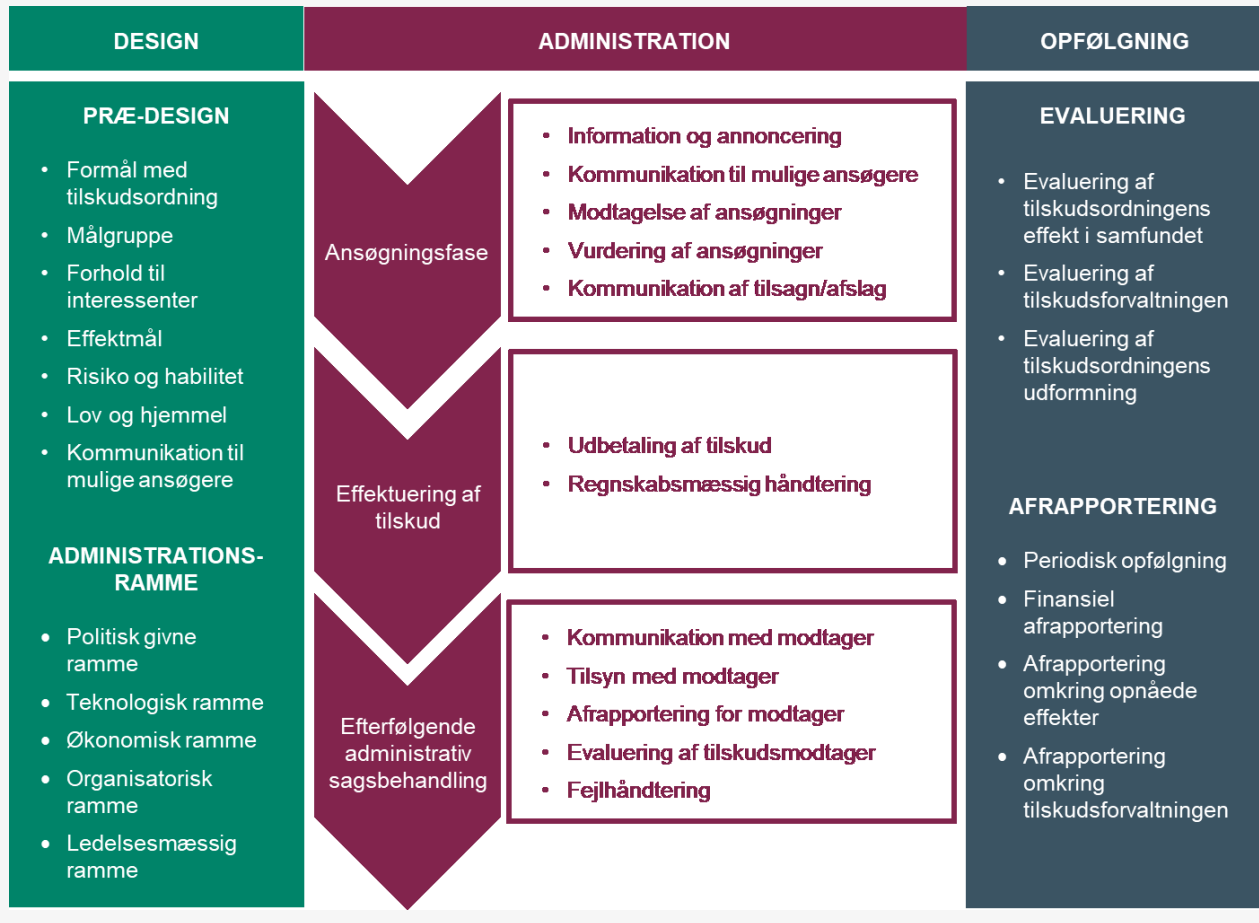 DESIGN
ADMINISTRATION
OPFØLGNING
PRÆ-DESIGN
• Formål med
tilskudsordning
• Målgruppe
• Forhold til
interessenter
• Effektmål
• Risiko og habilitet
• Lov og hjemmel
• Kommunikation til
mulige ansøgere
ADMINISTRATIONS-
RAMME
• Politisk givne
ramme
• Teknologisk ramme
• Økonomisk ramme
• Organisatorisk
ramme
• Ledelsesmæssig
ramme
Ansøgningsfase
• Information og annoncering
• Kommunikation til mulige ansøgere
• Modtagelse af ansøgninger
• Vurdering af ansøgninger
• Kommunikation af tilsagn/afslag
Effektuering af
tilskud
• Udbetaling af tilskud
• Regnskabsmæssig håndtering
Efterfølgende
administrativ
sagsbehandling
• Kommunikation med modtager
• Tilsyn med modtager
• Afrapportering for modtager
• Evaluering af tilskudsmodtager
• Fejlhåndtering
EVALUERING
• Evaluering af
tilskudsordningens
effekt i samfundet
• Evaluering af
tilskudsforvaltningen
• Evaluering af
tilskudsordningens
udformning
AFRAPPORTERING
• Periodisk opfølgning
• Finansiel
afrapportering
• Afrapportering
omkring opnåede
effekter
• Afrapportering
omkring
tilskudsforvaltningen